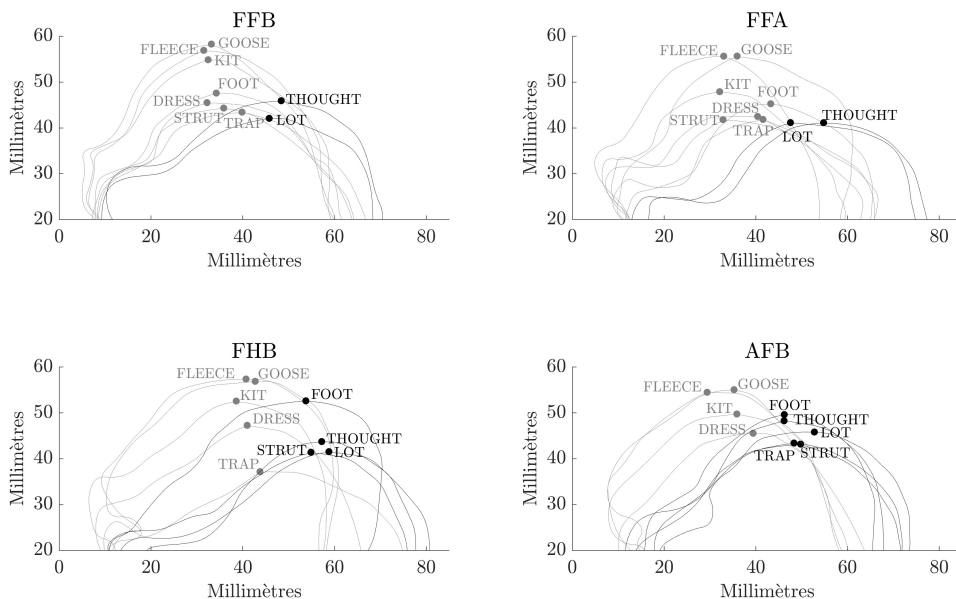 FFB
60
50
40
30
20
0 20 40 60 80
Millimètres
Millimètres
FLEECE GOOSE
KIT
FOOT
DRESS
THOUGHT
STRUT
TRAP LOT
FFA
60
50
40
30
20
0 20 40 60 80
Millimètres
Millimètres
FLEECE GOOSE
KIT
FOOT
DRESS
THOUGHT
STRUT
TRAP
LOT
FHB
60
50
40
30
20
0 20 40 60 80
Millimètres
Millimètres
FLEECE GOOSE
KIT
FOOT
DRESS
THOUGHT
STRUT LOT
TRAP
AFB
60
50
40
30
20
0 20 40 60 80
Millimètres
Millimètres
FLEECE GOOSE
KIT FOOT
THOUGHT
DRESS LOT
TRAP STRUT